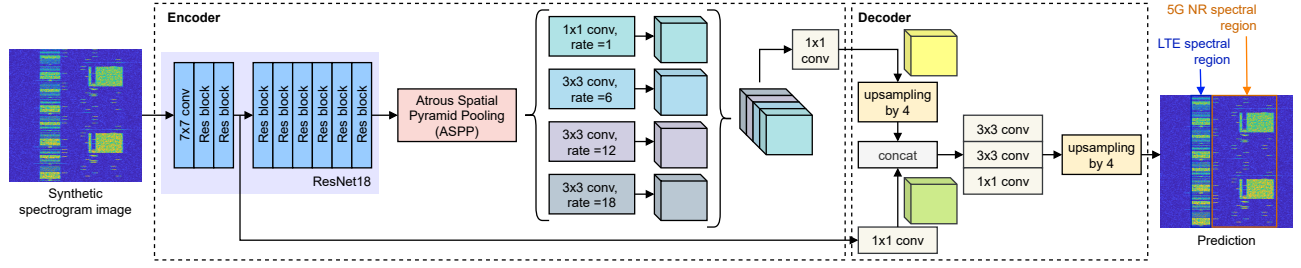 Encoder
Decoder
5G NR spectral
region
LTE spectral
region
Synthetic
spectrogram image
7x7 conv
Res block
Res block
Res block
Res block
Res block
Res block
Res block
Res block
ResNet18
Atrous Spatial
Pyramid Pooling
(ASPP)
1x1 conv,
rate =1
3x3 conv,
rate =6
3x3 conv,
rate =12
3x3 conv,
rate =18
1x1
conv
upsampling
by 4
concat
1x1 conv
3x3 conv
3x3 conv
1x1 conv
upsampling
by 4
Prediction